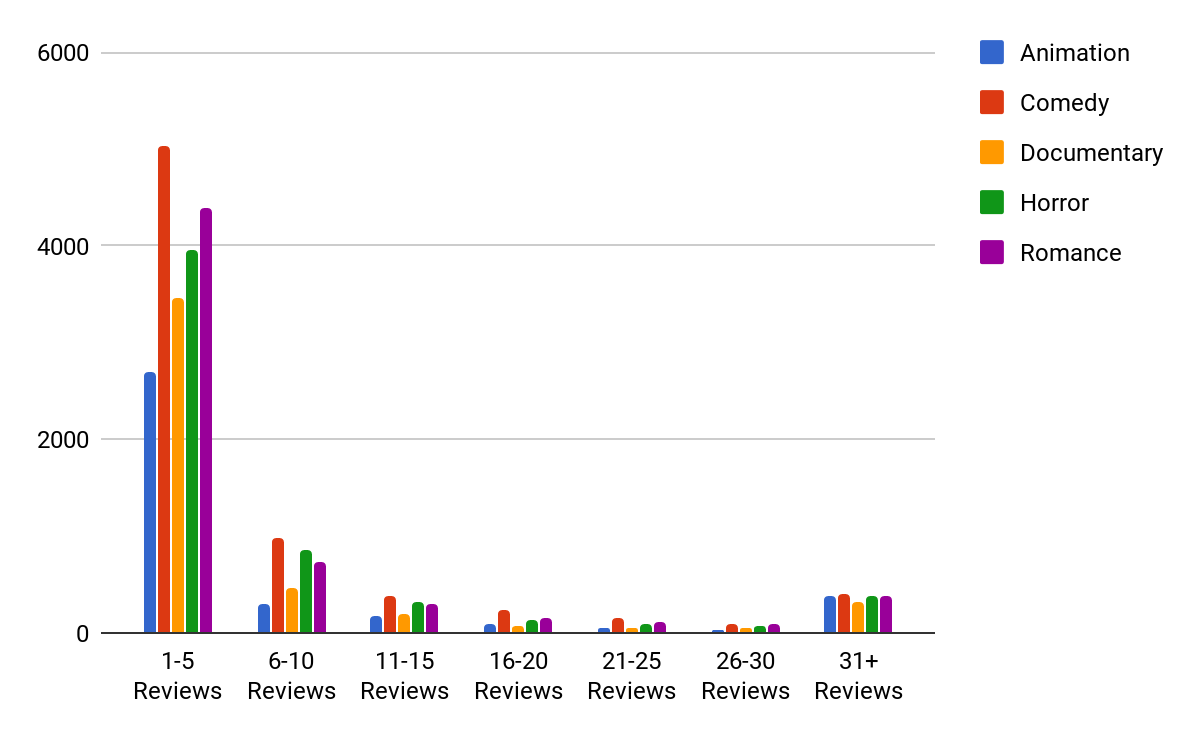 6000
4000
2000
0
1-5
Reviews
6-10
Reviews
11-15
Reviews
16-20
Reviews
21-25
Reviews
26-30
Reviews
31+
Reviews
Animation
Comedy
Documentary
Horror
Romance